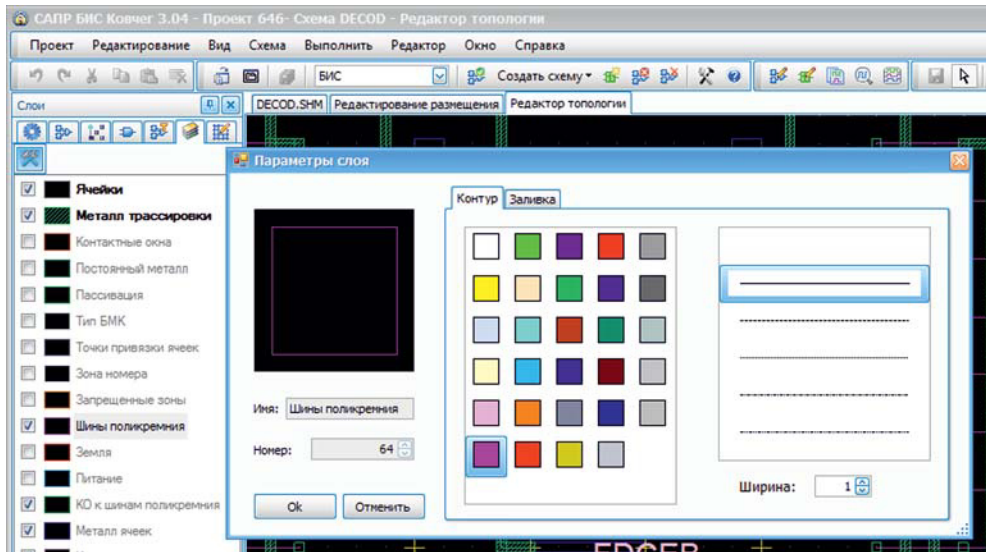 САПР БИС Ковчег 3.04 - Проект 646- Схема DECOD - Редактор топологии
Проект Редактирование Вид Схема Выполнить Редактор Окно Справка
БИС Создать схему
Слои
DECOD.SHM Редактирование размещения Редактор топологии
Параметры слоя
Контур Заливка
Ячейки
Металл трассировки
Контактные окна
Постоянный металл
Пассивация
Тип БМК
Точки привязки ячеек
Зона номера
Запрещенные зоны
Шины поликремния
Земля
Питание
КО к шинам поликремния
Металл ячеек
Имя: Шины поликремния
Номер: 64
Ok Отменить
Ширина: 1